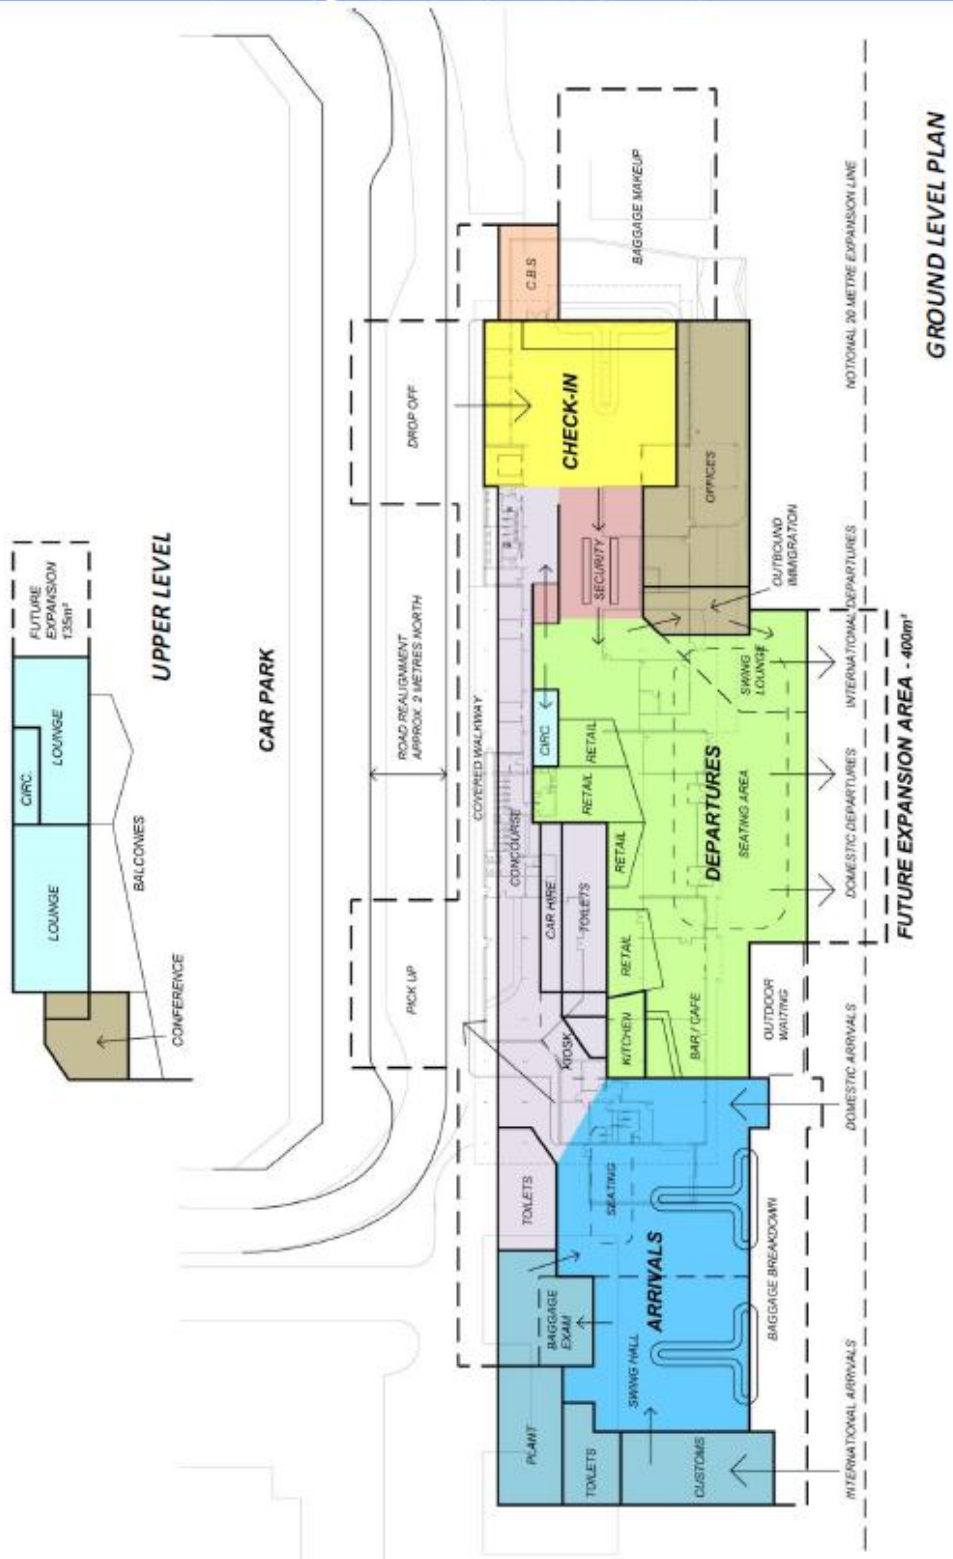 FUTURE
EXPANSION
135m²
CIRC.
LOUNGE
LOUNGE
BALCONIES
CONFERENCE
UPPER LEVEL
CAR PARK
DROP OFF
ROAD REALIGNMENT
APPROX. 2 METRES NORTH
PICK UP
COVERED WALKWAY
CONCOURSE
C.B.S
BAGGAGE MAKEUP
CHECK-IN
SECURITY
OFFICES
OUTBOUND
IMMIGRATION
CIRC
RETAIL
RETAIL
RETAIL
RETAIL
SWING
LOUNGE
DEPARTURES
SEATING AREA
CAR HIRE
TOILETS
KIOSK
KITCHEN
BAR / CAFE
OUTDOOR
WAITING
TOILETS
SEATING
ARRIVALS
BAGGAGE
EXAM
SWING HALL
BAGGAGE BREAKDOWN
PLANT
TOILETS
CUSTOMS
INTERNATIONAL ARRIVALS
DOMESTIC ARRIVALS
DOMESTIC DEPARTURES
INTERNATIONAL DEPARTURES
NOTIONAL 20 METRE EXPANSION LINE
FUTURE EXPANSION AREA - 400m²
GROUND LEVEL PLAN